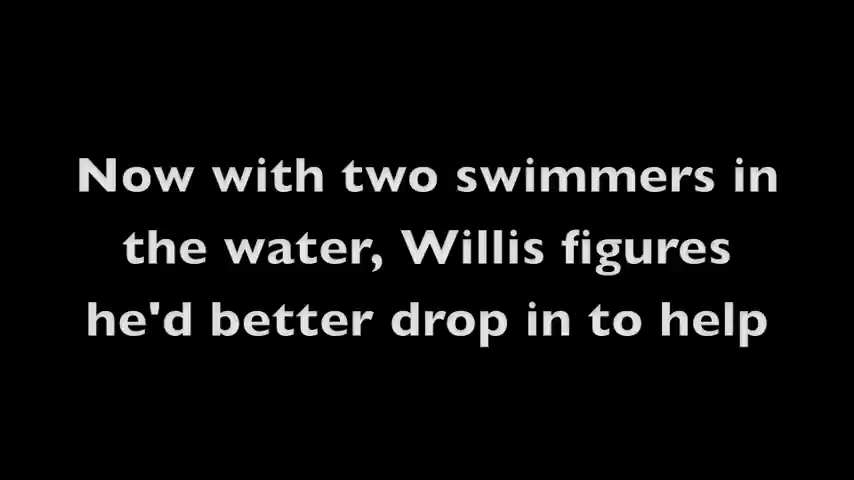 Now with two swimmers in
the water, Willis figures
he'd better drop in to help